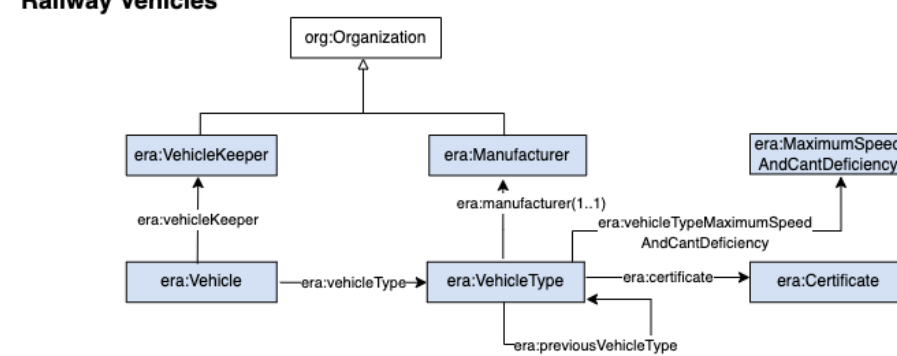 Railway Vehicles
org:Organization
era:VehicleKeeper
era:Manufacturer
era:MaximumSpeed
AndCantDeficiency
era:vehicleKeeper
era:manufacturer(1..1)
era:vehicleTypeMaximumSpeed
AndCantDeficiency
era:Vehicle
era:vehicleType
era:VehicleType
era:certificate
era:Certificate
era:previousVehicleType